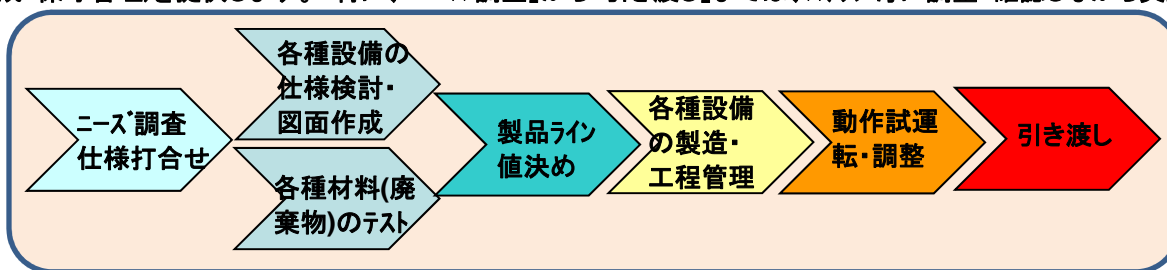 ニーズ調査
仕様打合せ
各種設備の
仕様検討・
図面作成
各種材料(廃
棄物)のテスト
製品ライン
値決め
各種設備
の製造・
工程管理
動作試運
転・調整
引き渡し